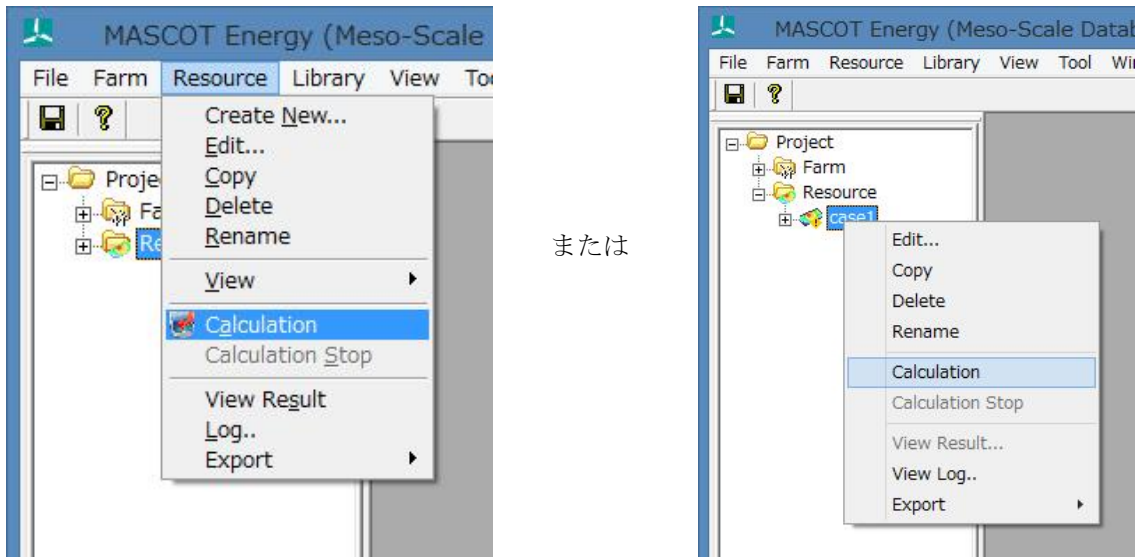 MASCOT Energy (Meso-Scale
File Farm Resource Library View
Create New...
Edit...
Copy
Delete
Rename
View
Calculation
Calculation Stop
View Result
Log..
Export
Proje
Fa
Re
または
MASCOT Energy (Meso-Scale Datab
File Farm Resource Library View Tool Wi
Project
Farm
Resource
case1
Edit...
Copy
Delete
Rename
Calculation
Calculation Stop
View Result...
View Log..
Export